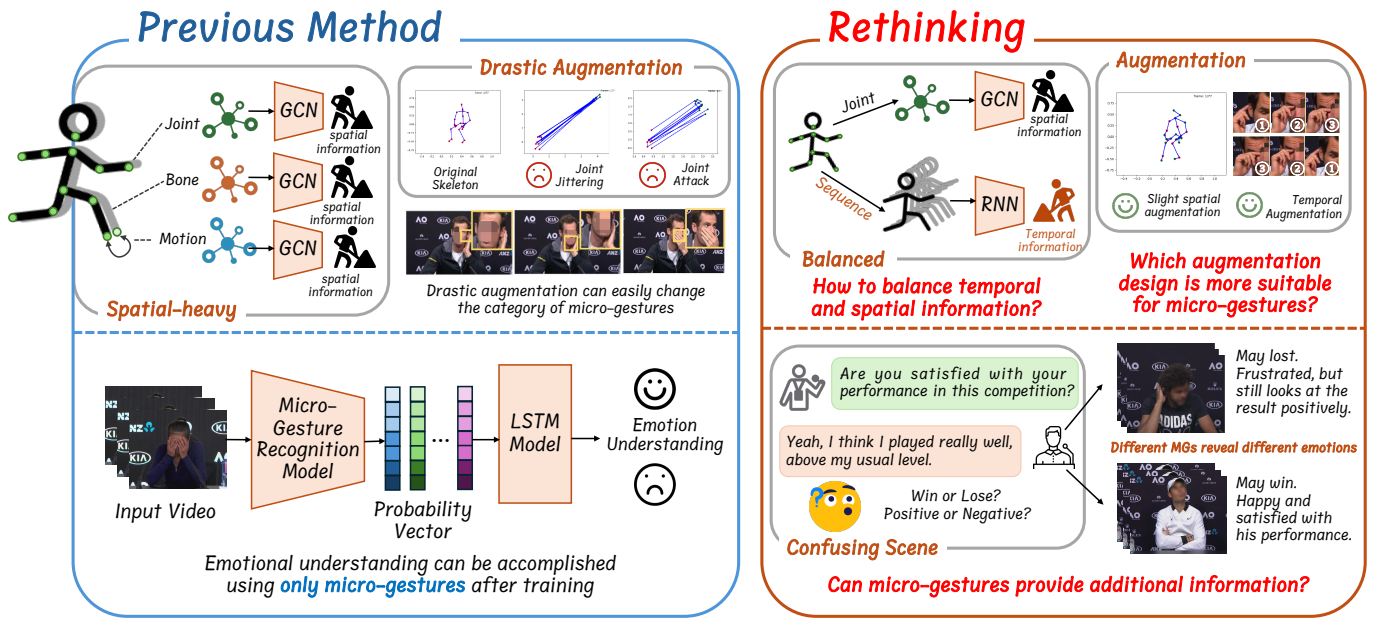 Previous Method
Joint
Bone
Motion
GCN
GCN
GCN
spatial
information
spatial
information
spatial
information
Spatial-heavy
Drastic Augmentation
Original
Skeleton
Joint
Jittering
Joint
Attack
Drastic augmentation can easily change
the category of micro-gestures
Input Video
Micro-
Gesture
Recognition
Model
...
Probability
Vector
LSTM
Model
Emotion
Understanding
Emotional understanding can be accomplished
using only micro-gestures after training
Rethinking
Joint
GCN
spatial
information
Sequence
RNN
Temporal
information
Balanced
How to balance temporal
and spatial information?
Augmentation
① ② ③
③ ② ①
Slight spatial
augmentation
Temporal
Augmentation
Which augmentation
design is more suitable
for micro-gestures?
Are you satisfied with your
performance in this competition?
Yeah, I think I played really well,
above my usual level.
?
Win or Lose?
Positive or Negative?
Confusing Scene
May lost.
Frustrated, but
still looks at the
result positively.
Different MGs reveal different emotions
May win.
Happy and
satisfied with
his performance.
Can micro-gestures provide additional information?